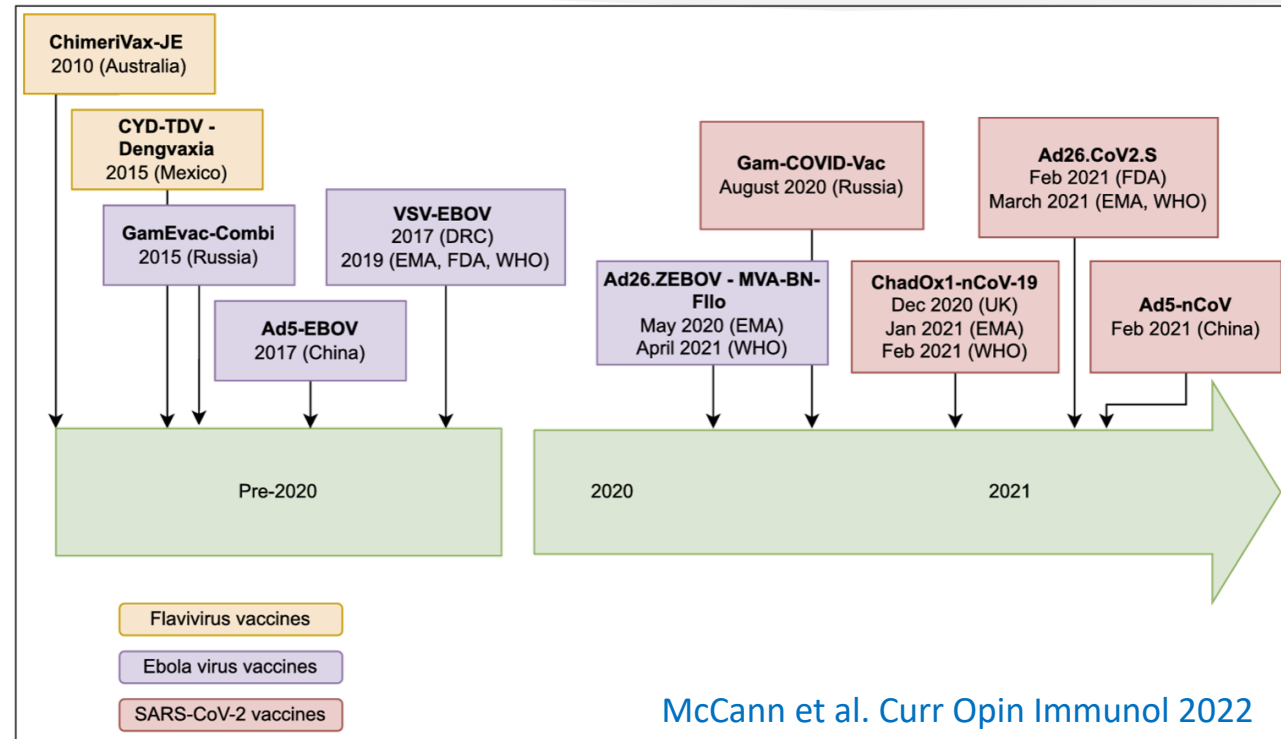 ChimeriVax-JE
2010 (Australia)
CYD-TDV -
Dengvaxia
2015 (Mexico)
GamEvac-Combi
2015 (Russia)
Ad5-EBOV
2017 (China)
VSV-EBOV
2017 (DRC)
2019 (EMA, FDA, WHO)
Gam-COVID-Vac
August 2020 (Russia)
Ad26.ZEBOV - MVA-BN-
FIlo
May 2020 (EMA)
April 2021 (WHO)
ChadOx1-nCoV-19
Dec 2020 (UK)
Jan 2021 (EMA)
Feb 2021 (WHO)
Ad26.CoV2.S
Feb 2021 (FDA)
March 2021 (EMA, WHO)
Ad5-nCoV
Feb 2021 (China)
Pre-2020
2020
2021
Flavivirus vaccines
Ebola virus vaccines
SARS-CoV-2 vaccines
McCann et al. Curr Opin Immunol 2022